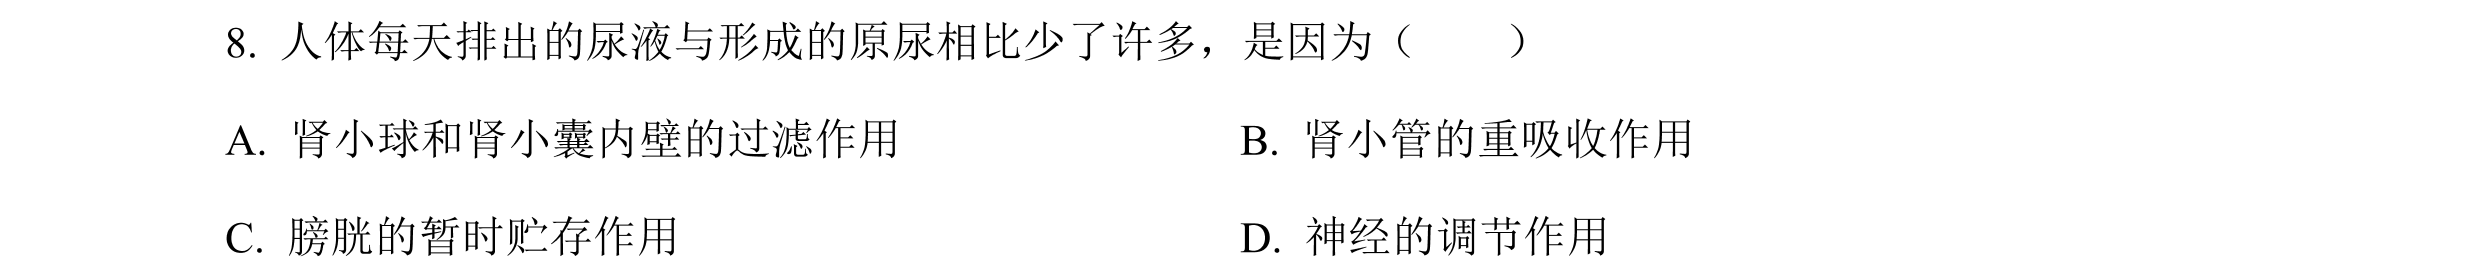 8. 人体每天排出的尿液与形成的原尿相比少了许多，是因为（　　）
A. 肾小球和肾小囊内壁的过滤作用　　B. 肾小管的重吸收作用
C. 膀胱的暂时贮存作用　　D. 神经的调节作用